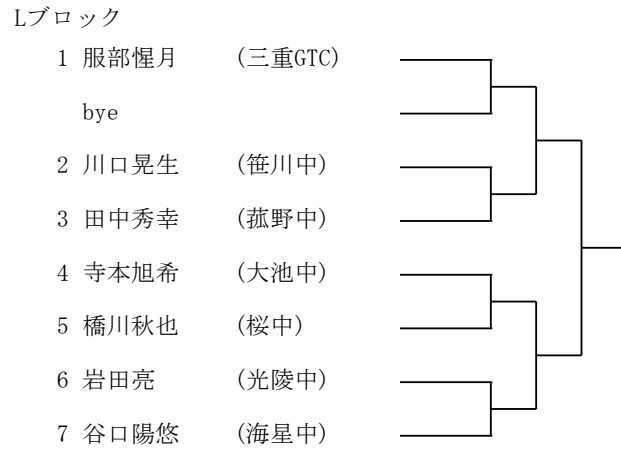 Lブロック
1 服部惺月 (三重GTC)
bye
2 川口晃生 (笹川中)
3 田中秀幸 (菰野中)
4 寺本旭希 (大池中)
5 橋川秋也 (桜中)
6 岩田亮 (光陵中)
7 谷口陽悠 (海星中)